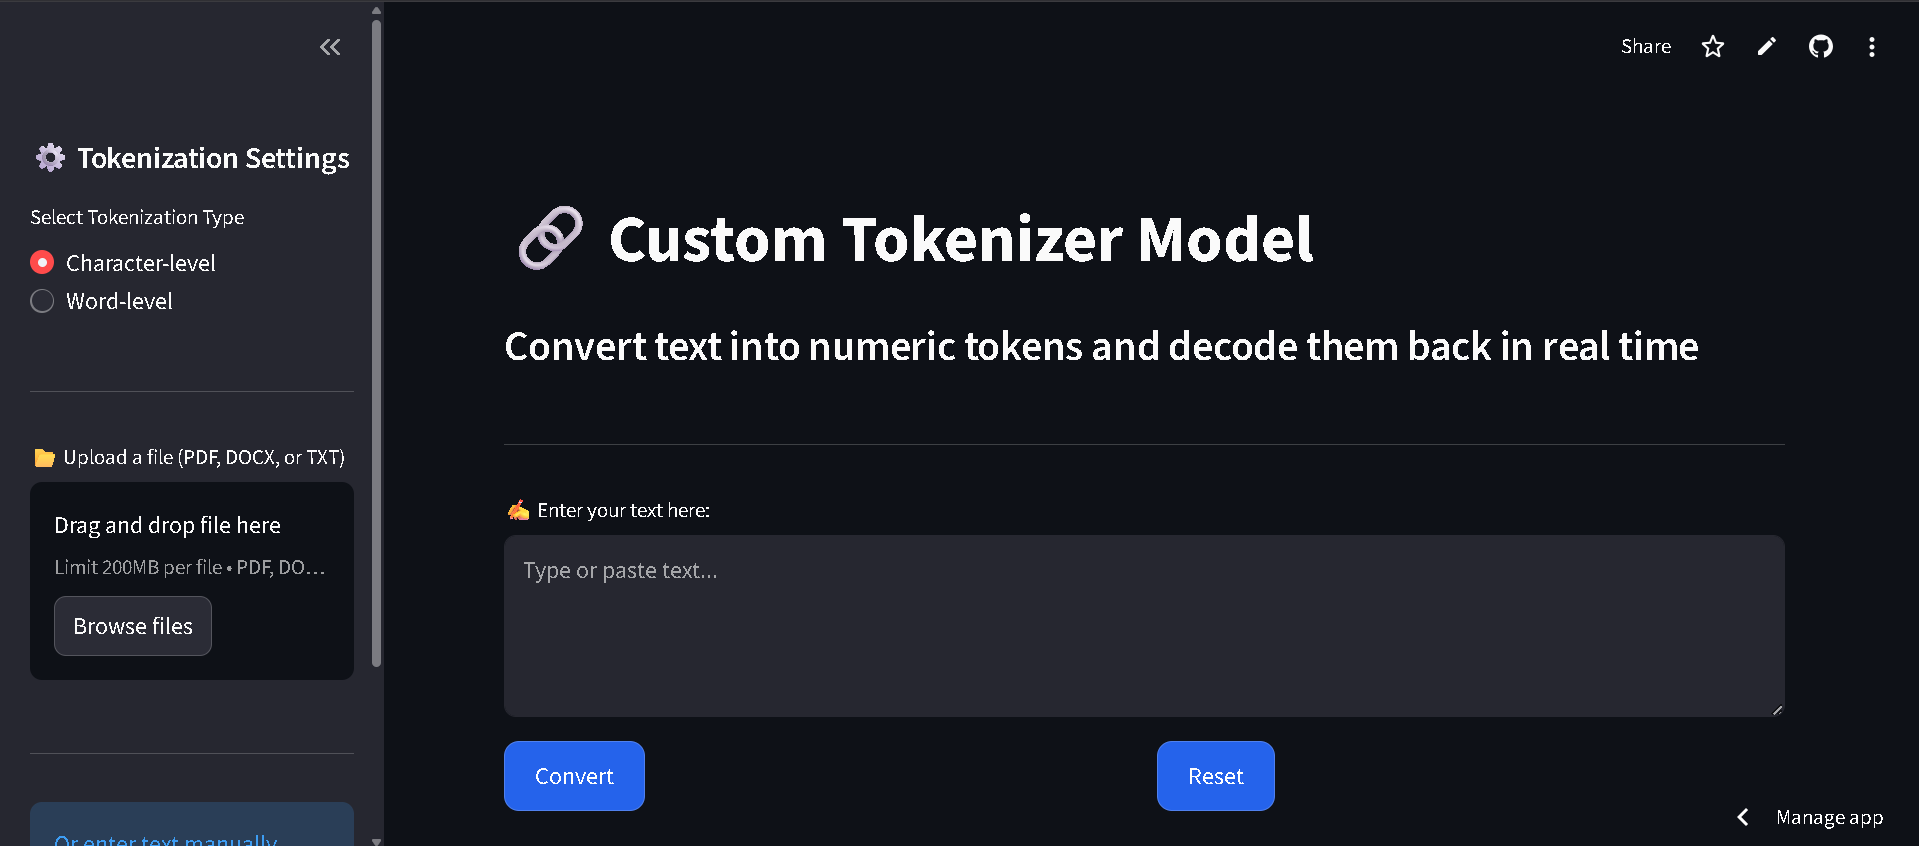 Share
Tokenization Settings
Select Tokenization Type
Character-level
Word-level
Upload a file (PDF, DOCX, or TXT)
Drag and drop file here
Limit 200MB per file • PDF, DO...
Browse files
Or enter text manually
Custom Tokenizer Model
Convert text into numeric tokens and decode them back in real time
Enter your text here:
Type or paste text...
Convert
Reset
Manage app